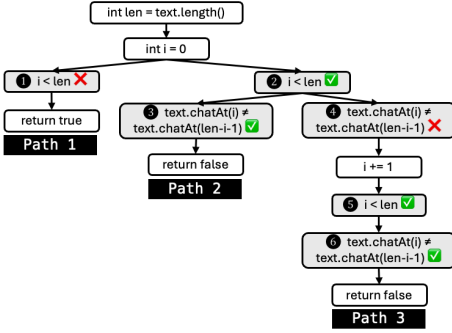 int len = text.length()
int i = 0
❶ i < len ❌
❷ i < len ✅
return true
Path 1
❸ text.chatAt(i) ≠
text.chatAt(len-i-1) ✅
return false
Path 2
❹ text.chatAt(i) ≠
text.chatAt(len-i-1) ❌
i += 1
❺ i < len ✅
❻ text.chatAt(i) ≠
text.chatAt(len-i-1) ✅
return false
Path 3